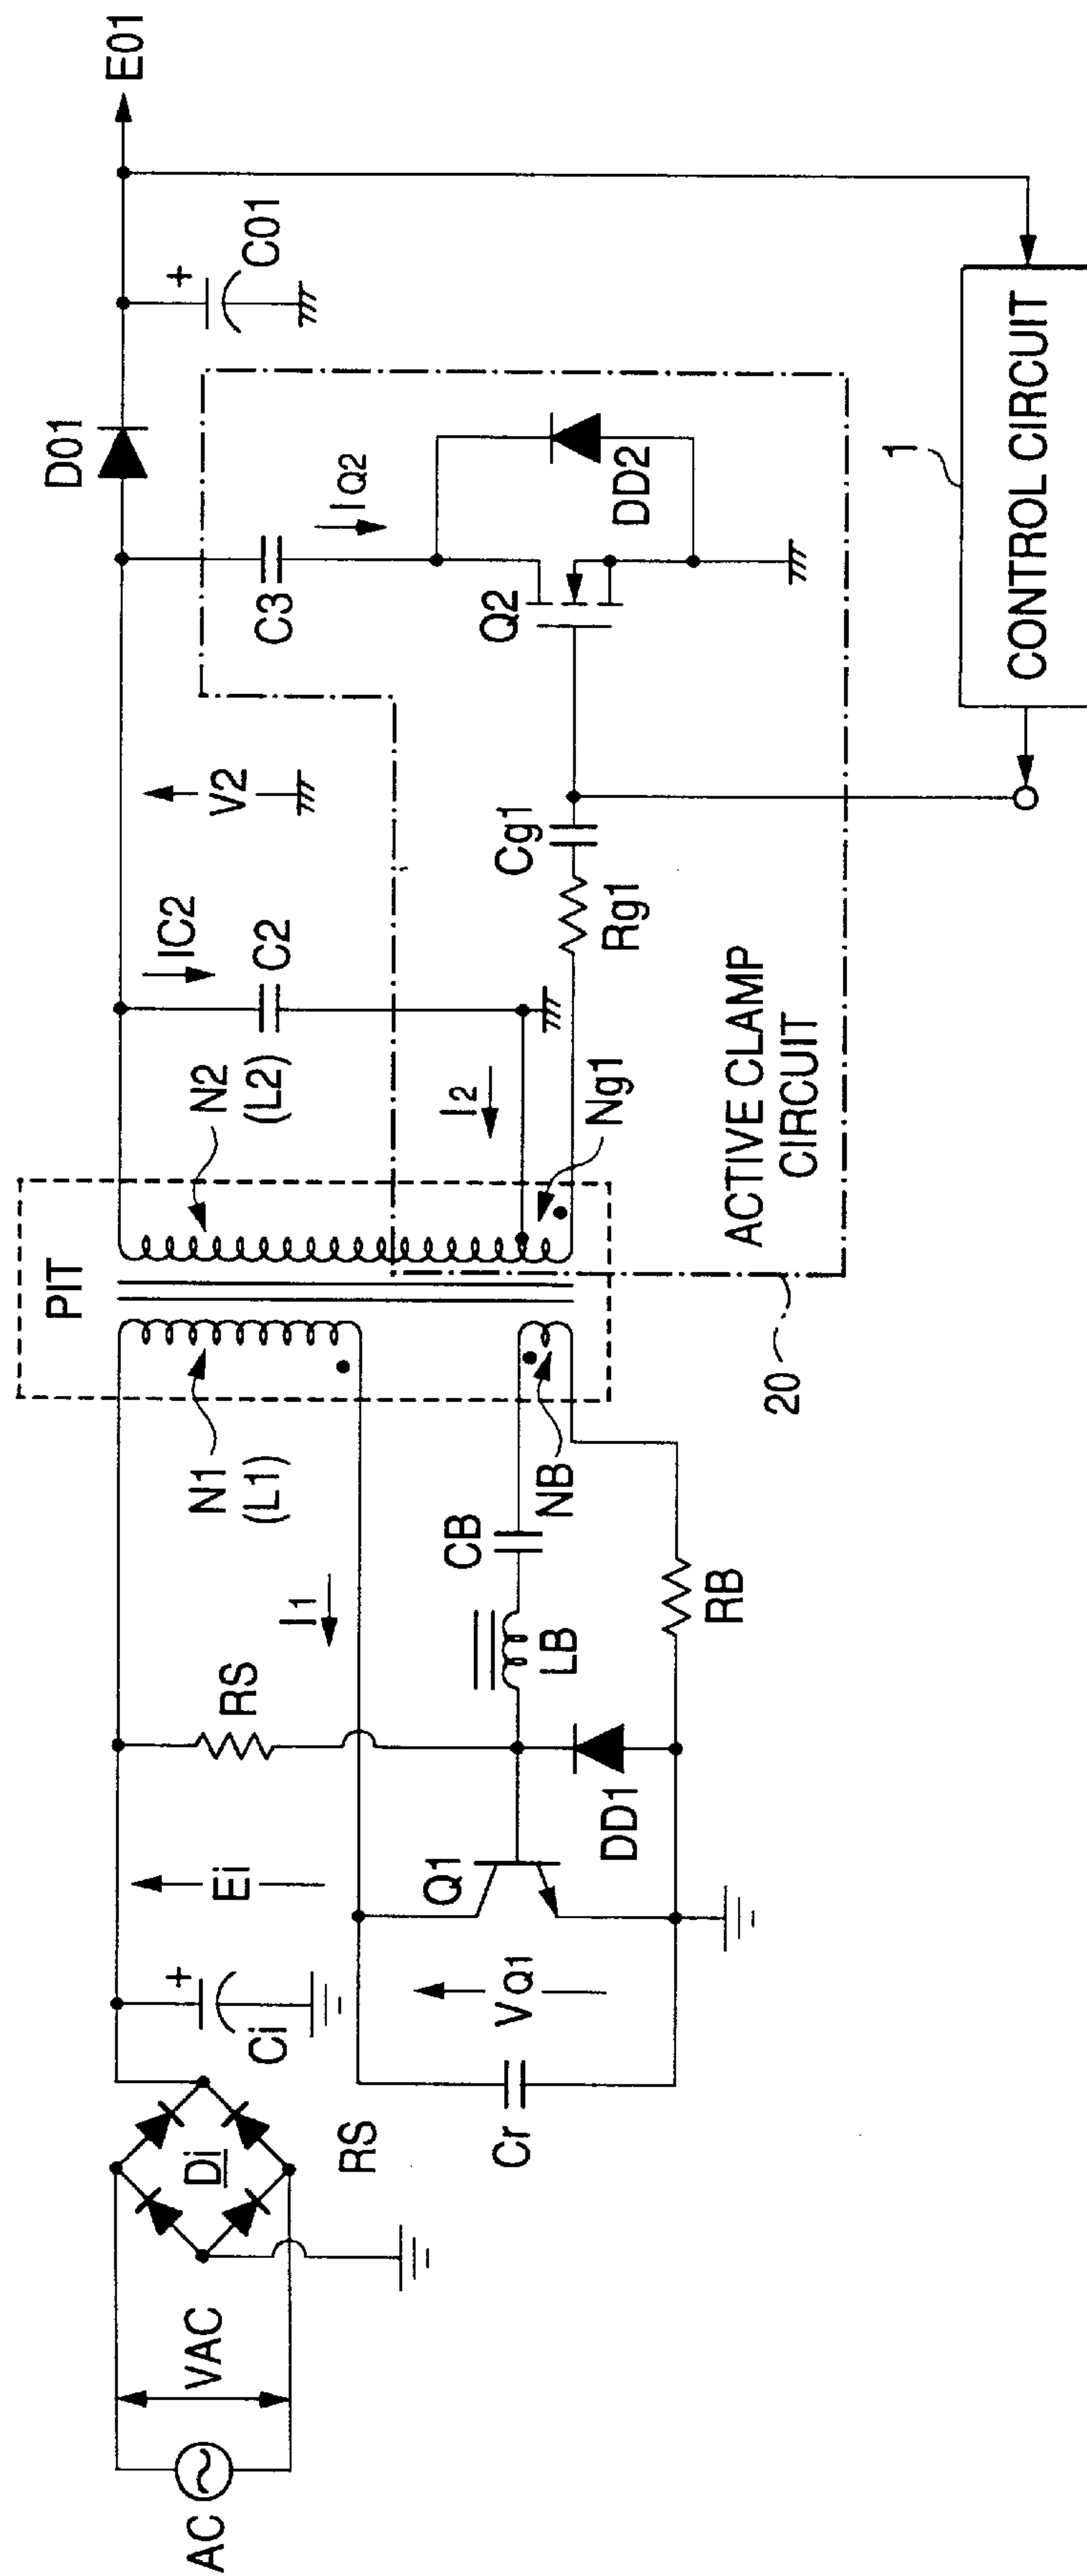 AC
VAC
Di
RS
Ci
+
Ei
Cr
VQ1
Q1
DD1
RS
I1
LB
CB
RB
N1
(L1)
NB
PIT
N2
(L2)
Ng1
I2
IC2
C2
V2
Rg1
Cg1
C3
IQ2
Q2
DD2
D01
+
C01
E01
20
ACTIVE CLAMP
CIRCUIT
1
CONTROL CIRCUIT